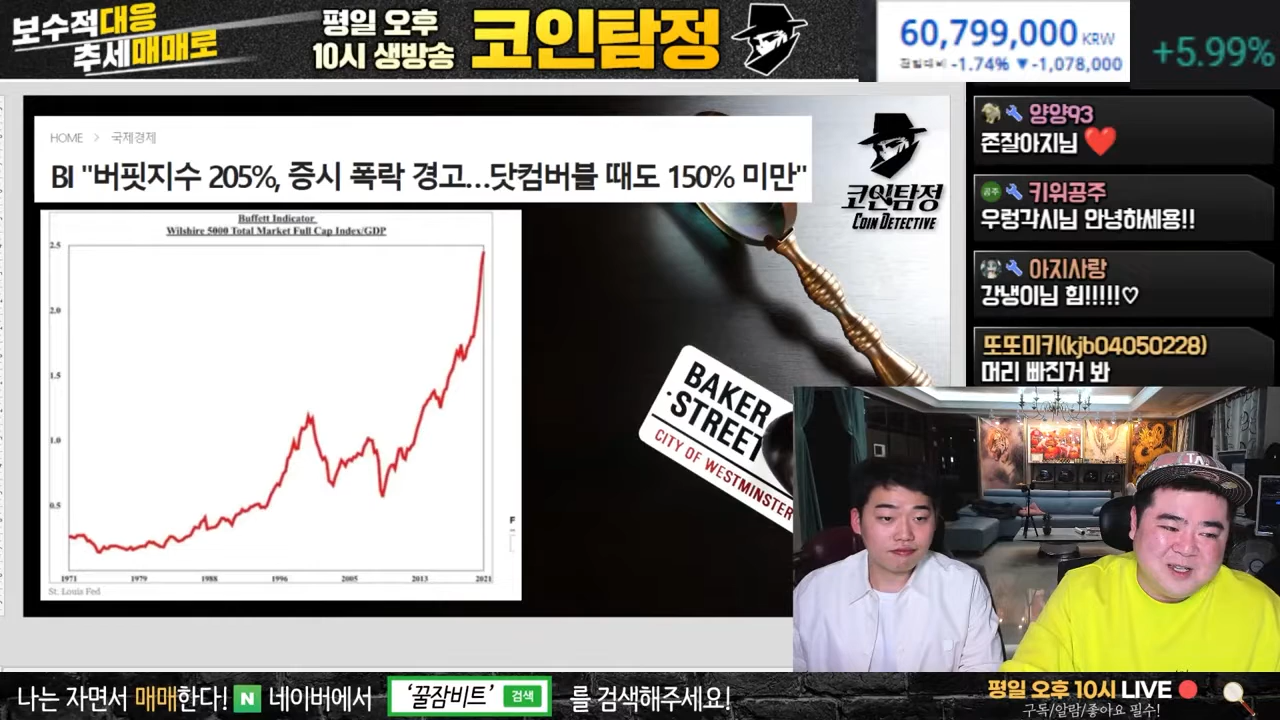 보수적대응
추세매매로
평일 오후
10시 생방송
코인탐정
60,799,000 KRW
전일대비 -1.74% ▼-1,078,000
+5.99%
HOME > 국제경제
BI "버핏지수 205%, 증시 폭락 경고...닷컴버블 때도 150% 미만"
코인탐정
COIN DETECTIVE
Buffett Indicator
Wilshire 5000 Total Market Full Cap Index/GDP
2.5
2.0
1.5
1.0
0.5
1971 1979 1988 1996 2005 2013 2021
St. Louis Fed
F
BAKER
STREET
CITY OF WESTMINSTER
양양93
존잘아지님 ❤️
공주 키위공주
우렁각시님 안녕하세용!!
아지사랑
강냉이님 힘!!!!!♡
또또미키(kjb04050228)
머리 빠진거 봐
TA
나는 자면서 매매한다! N 네이버에서 '꿀잠비트' 검색 를 검색해주세요!
평일 오후 10시 LIVE
구독/알람/좋아요 필수!